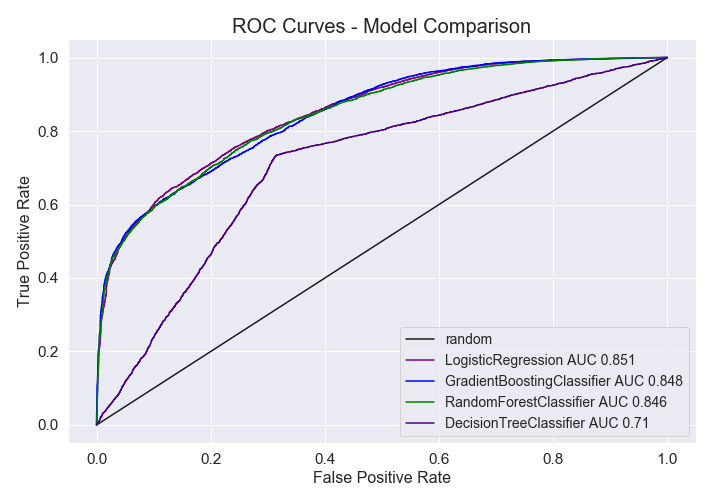 ROC Curves - Model Comparison
1.0
0.8
0.6
0.4
0.2
0.0
True Positive Rate
random
LogisticRegression AUC 0.851
GradientBoostingClassifier AUC 0.848
RandomForestClassifier AUC 0.846
DecisionTreeClassifier AUC 0.71
0.0 0.2 0.4 0.6 0.8 1.0
False Positive Rate